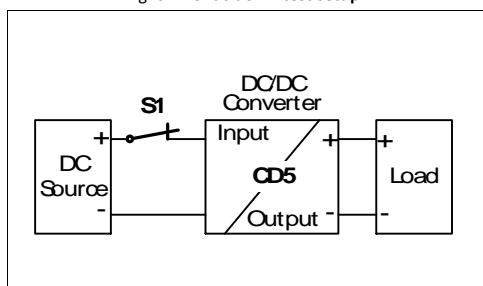 DC/DC
Converter
S1
+ Input + +
DC
Source
CD5
Load
- Output - -